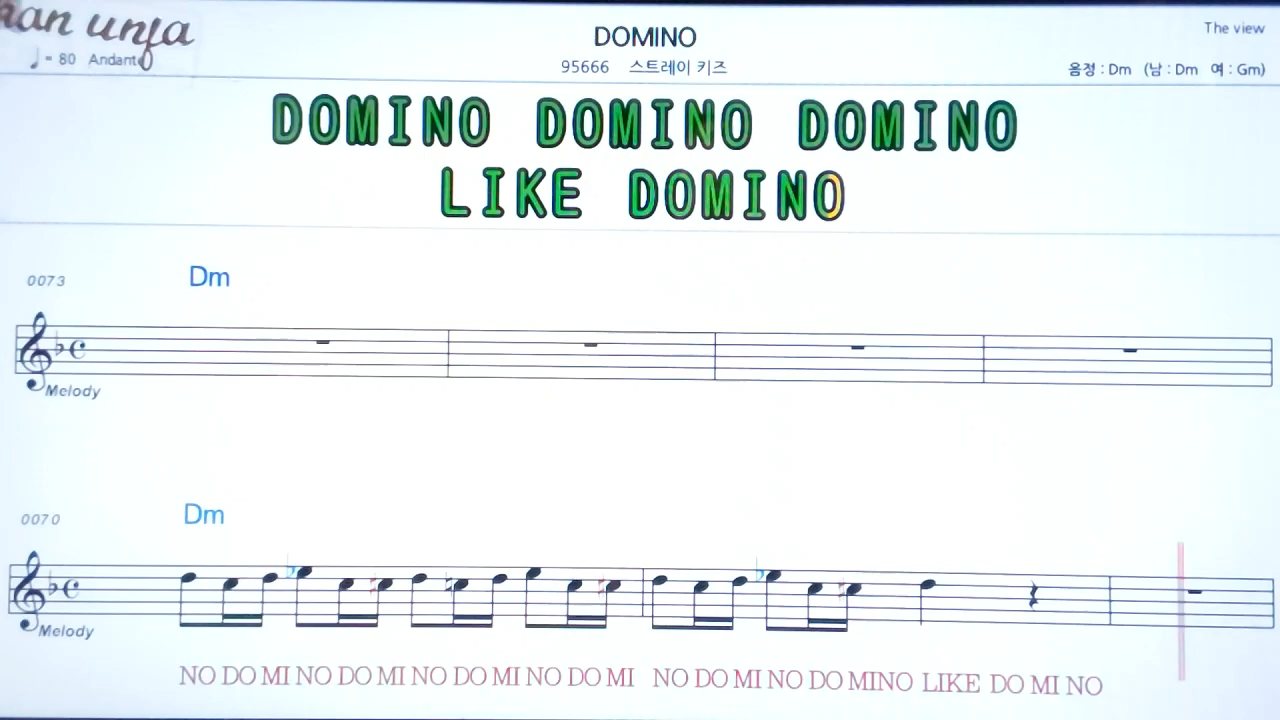 ♩= 80 Andante
DOMINO
95666 스트레이 키즈
The view
음정 : Dm (남 : Dm 여 : Gm)
DOMINO DOMINO DOMINO
LIKE DOMINO
0073
Dm
Melody
0070
Dm
Melody
NO DO MI NO DO MI NO DO MI NO DO MI NO DO MI NO DO MINO LIKE DO MI NO